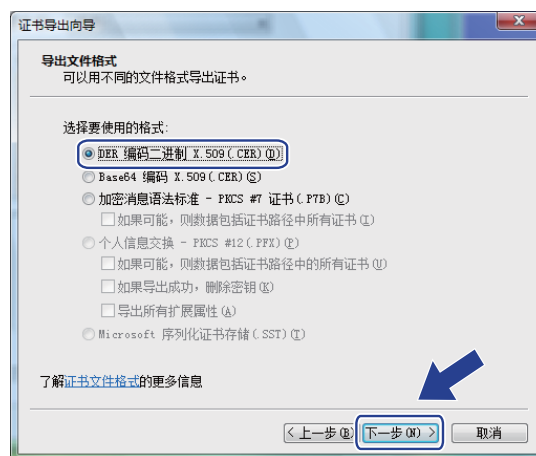 证书导出向导
导出文件格式
可以用不同的文件格式导出证书。
选择要使用的格式:
DER 编码二进制 X.509(.CER)(D)
Base64 编码 X.509(.CER)(S)
加密消息语法标准 - PKCS #7 证书(.P7B)(C)
如果可能，则数据包括证书路径中所有证书(I)
个人信息交换 - PKCS #12(.PFX)(P)
如果可能，则数据包括证书路径中的所有证书(U)
如果导出成功，删除密钥(K)
导出所有扩展属性(A)
Microsoft 序列化证书存储(.SST)(T)
了解证书文件格式的更多信息
< 上一步(B) 下一步(N) > 取消